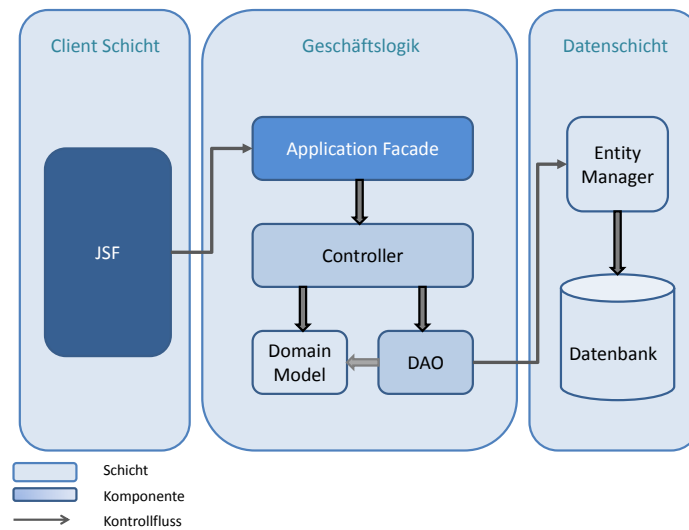 Client Schicht
Geschäftslogik
Datenschicht
JSF
Application Facade
Controller
Domain
Model
DAO
Entity
Manager
Datenbank
Schicht
Komponente
Kontrollfluss